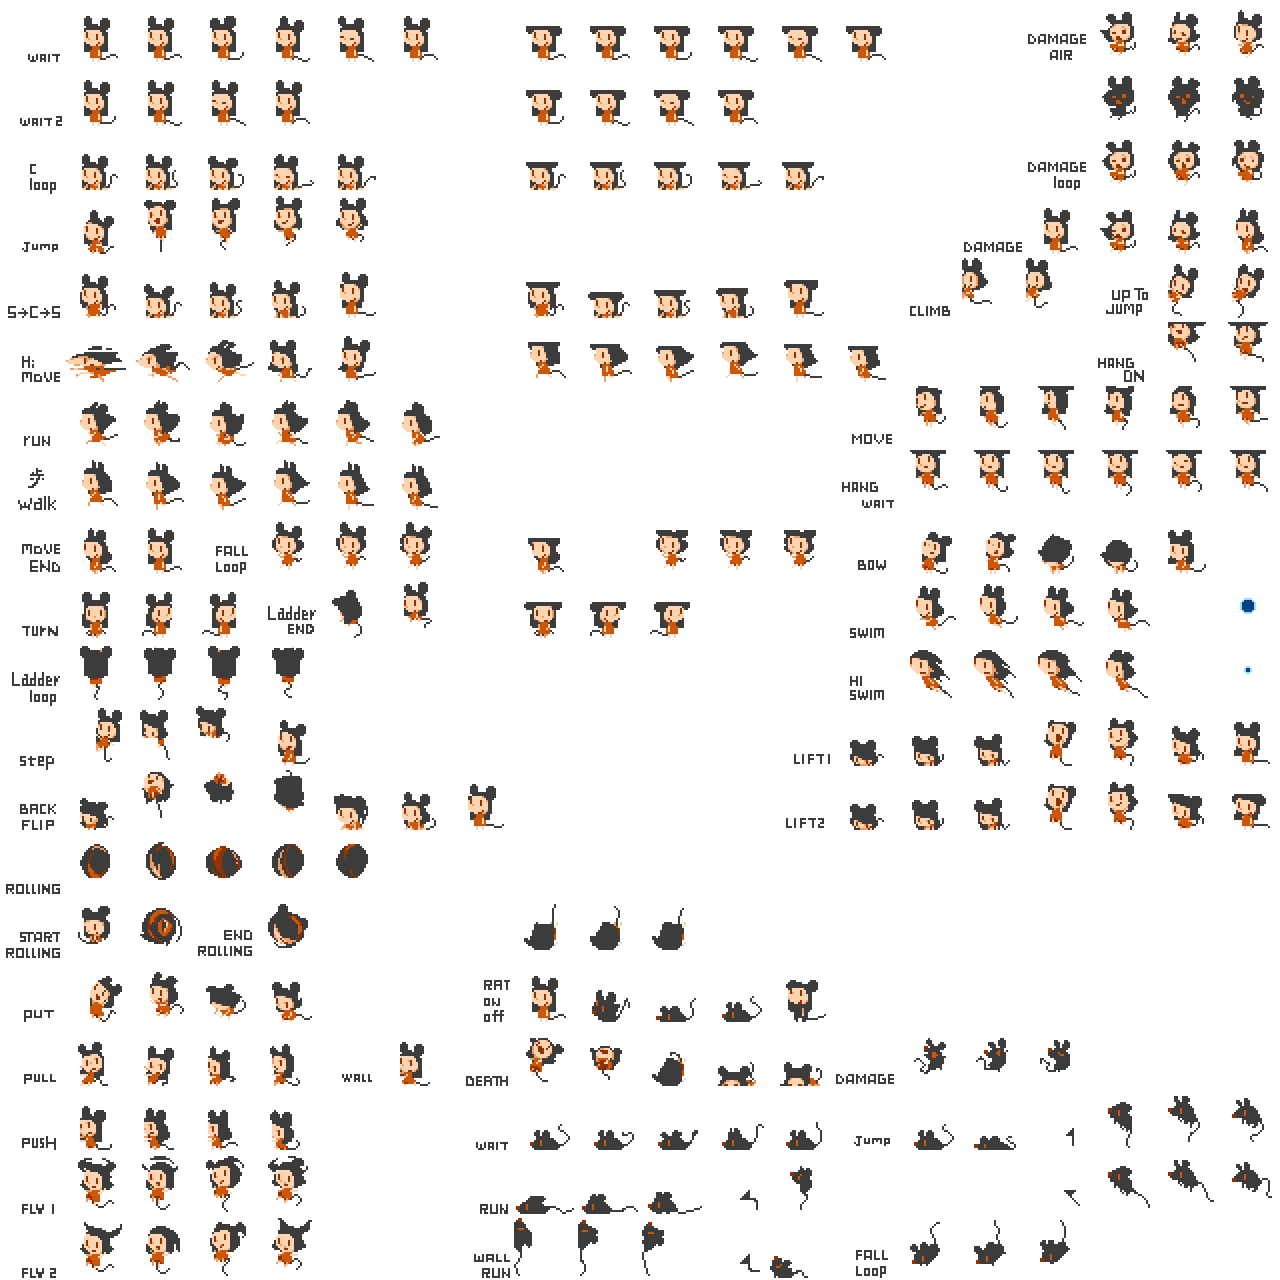 WAIT
DAMAGE
AIR
WAIT2
C
loop
DAMAGE
loop
Jump
DAMAGE
S→C→S
CLIMB
UP To
JUMP
Hi
MOVE
HANG
ON
rUN
MOVE
歩
Walk
HANG
WAIT
MOVE
END
FALL
Loop
BOW
TURN
Ladder
END
SWIM
Ladder
loop
HI
SWIM
Step
LIFT1
BACK
FLIP
LIFT2
ROLLING
START
ROLLING
END
ROLLING
PUT
RAT
ON
off
PULL
WALL
DEATH
DAMAGE
PUSH
WAIT
Jump
FLY 1
RUN
FLY 2
WALL
RUN
FALL
Loop